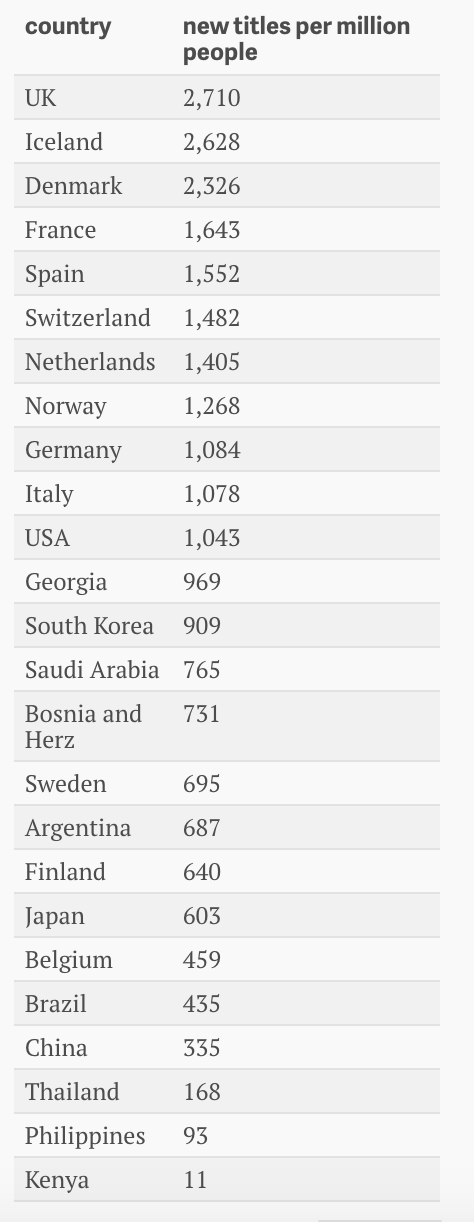 country new titles per million
people
UK 2,710
Iceland 2,628
Denmark 2,326
France 1,643
Spain 1,552
Switzerland 1,482
Netherlands 1,405
Norway 1,268
Germany 1,084
Italy 1,078
USA 1,043
Georgia 969
South Korea 909
Saudi Arabia 765
Bosnia and 731
Herz
Sweden 695
Argentina 687
Finland 640
Japan 603
Belgium 459
Brazil 435
China 335
Thailand 168
Philippines 93
Kenya 11